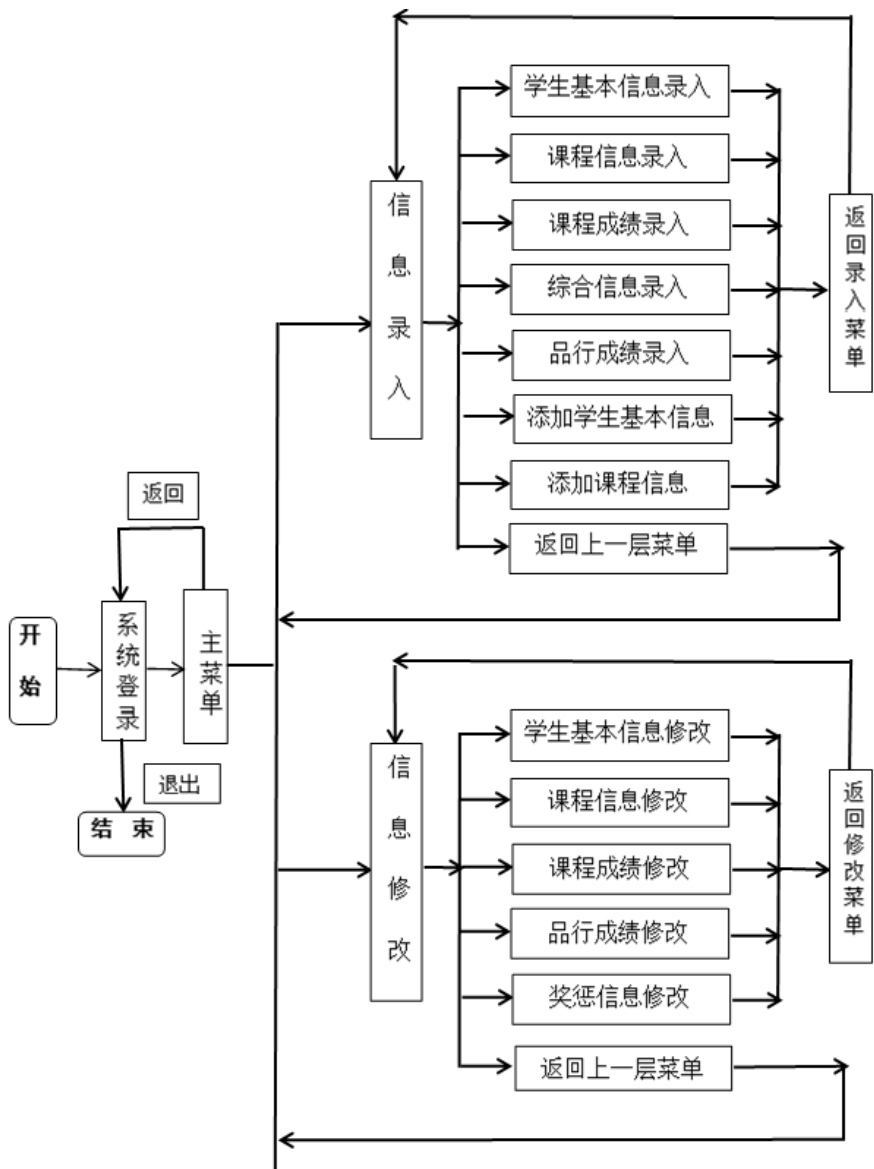 学生基本信息录入
课程信息录入
课程成绩录入
综合信息录入
品行成绩录入
添加学生基本信息
添加课程信息
返回上一层菜单
信息录入
返回录入菜单
返回
开始
系统登录
主菜单
退出
结束
学生基本信息修改
课程信息修改
课程成绩修改
品行成绩修改
奖惩信息修改
返回上一层菜单
信息修改
返回修改菜单